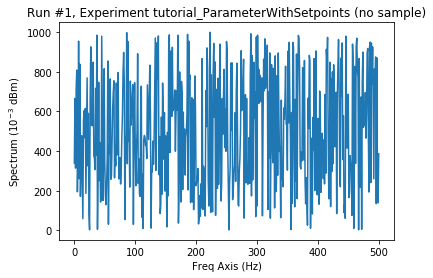 Run #1, Experiment tutorial_ParameterWithSetpoints (no sample)
Spectrum (10⁻³ dBm)
1000
800
600
400
200
0
0 100 200 300 400 500
Freq Axis (Hz)